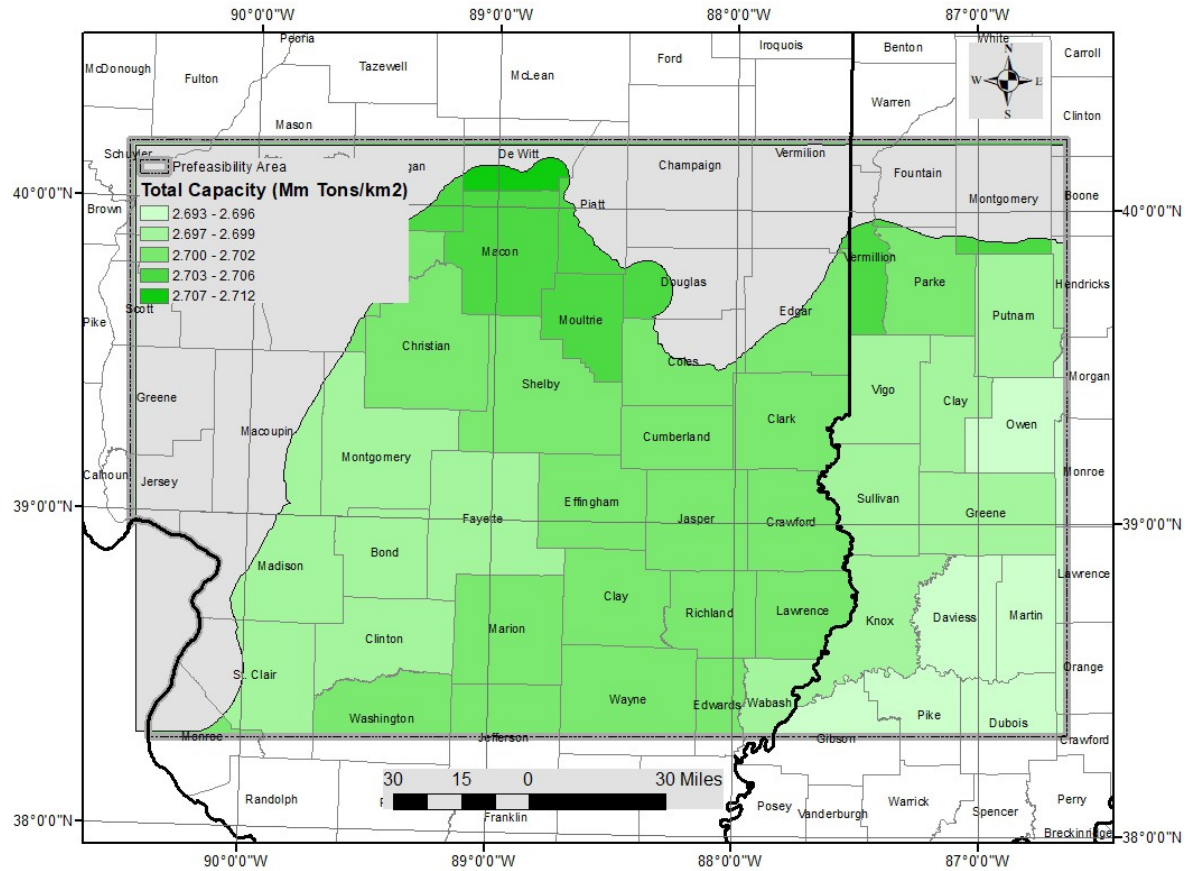 90°0'0"W 89°0'0"W 88°0'0"W 87°0'0"W
Peoria Iroquois Benton White
McDonough Fulton Tazewell McLean Ford Carroll
N
W E
S
Warren Clinton
Mason
Schuyler De Witt Champaign Vermilion
Prefeasibility Area
gan
Fountain
Total Capacity (Mm Tons/km2)
40°0'0"N 40°0'0"N
Brown Piatt Montgomery Boone
2.693 - 2.696
2.697 - 2.699
2.700 - 2.702
2.703 - 2.706
2.707 - 2.712
Macon Vermillion
Douglas Parke Hendricks
Scott Edgar
Pike Moultrie Putnam
Christian
Coles
Shelby Vigo Morgan
Greene Clay
Macoupin Clark Owen
Cumberland
Montgomery
Calhoun Jersey Monroe
Effingham Sullivan
39°0'0"N 39°0'0"N
Fayette Jasper Crawford Greene
Bond
Madison Lawrence
Clay
Richland Lawrence
Marion Knox Daviess Martin
Clinton
St. Clair Orange
Wayne Edwards Wabash
Washington Pike Dubois
Monroe Jefferson Gibson Crawford
30 15 0 30 Miles
Randolph Posey Warrick Perry
Franklin Vanderburgh Spencer
38°0'0"N 38°0'0"N
Breckinridge
90°0'0"W 89°0'0"W 88°0'0"W 87°0'0"W